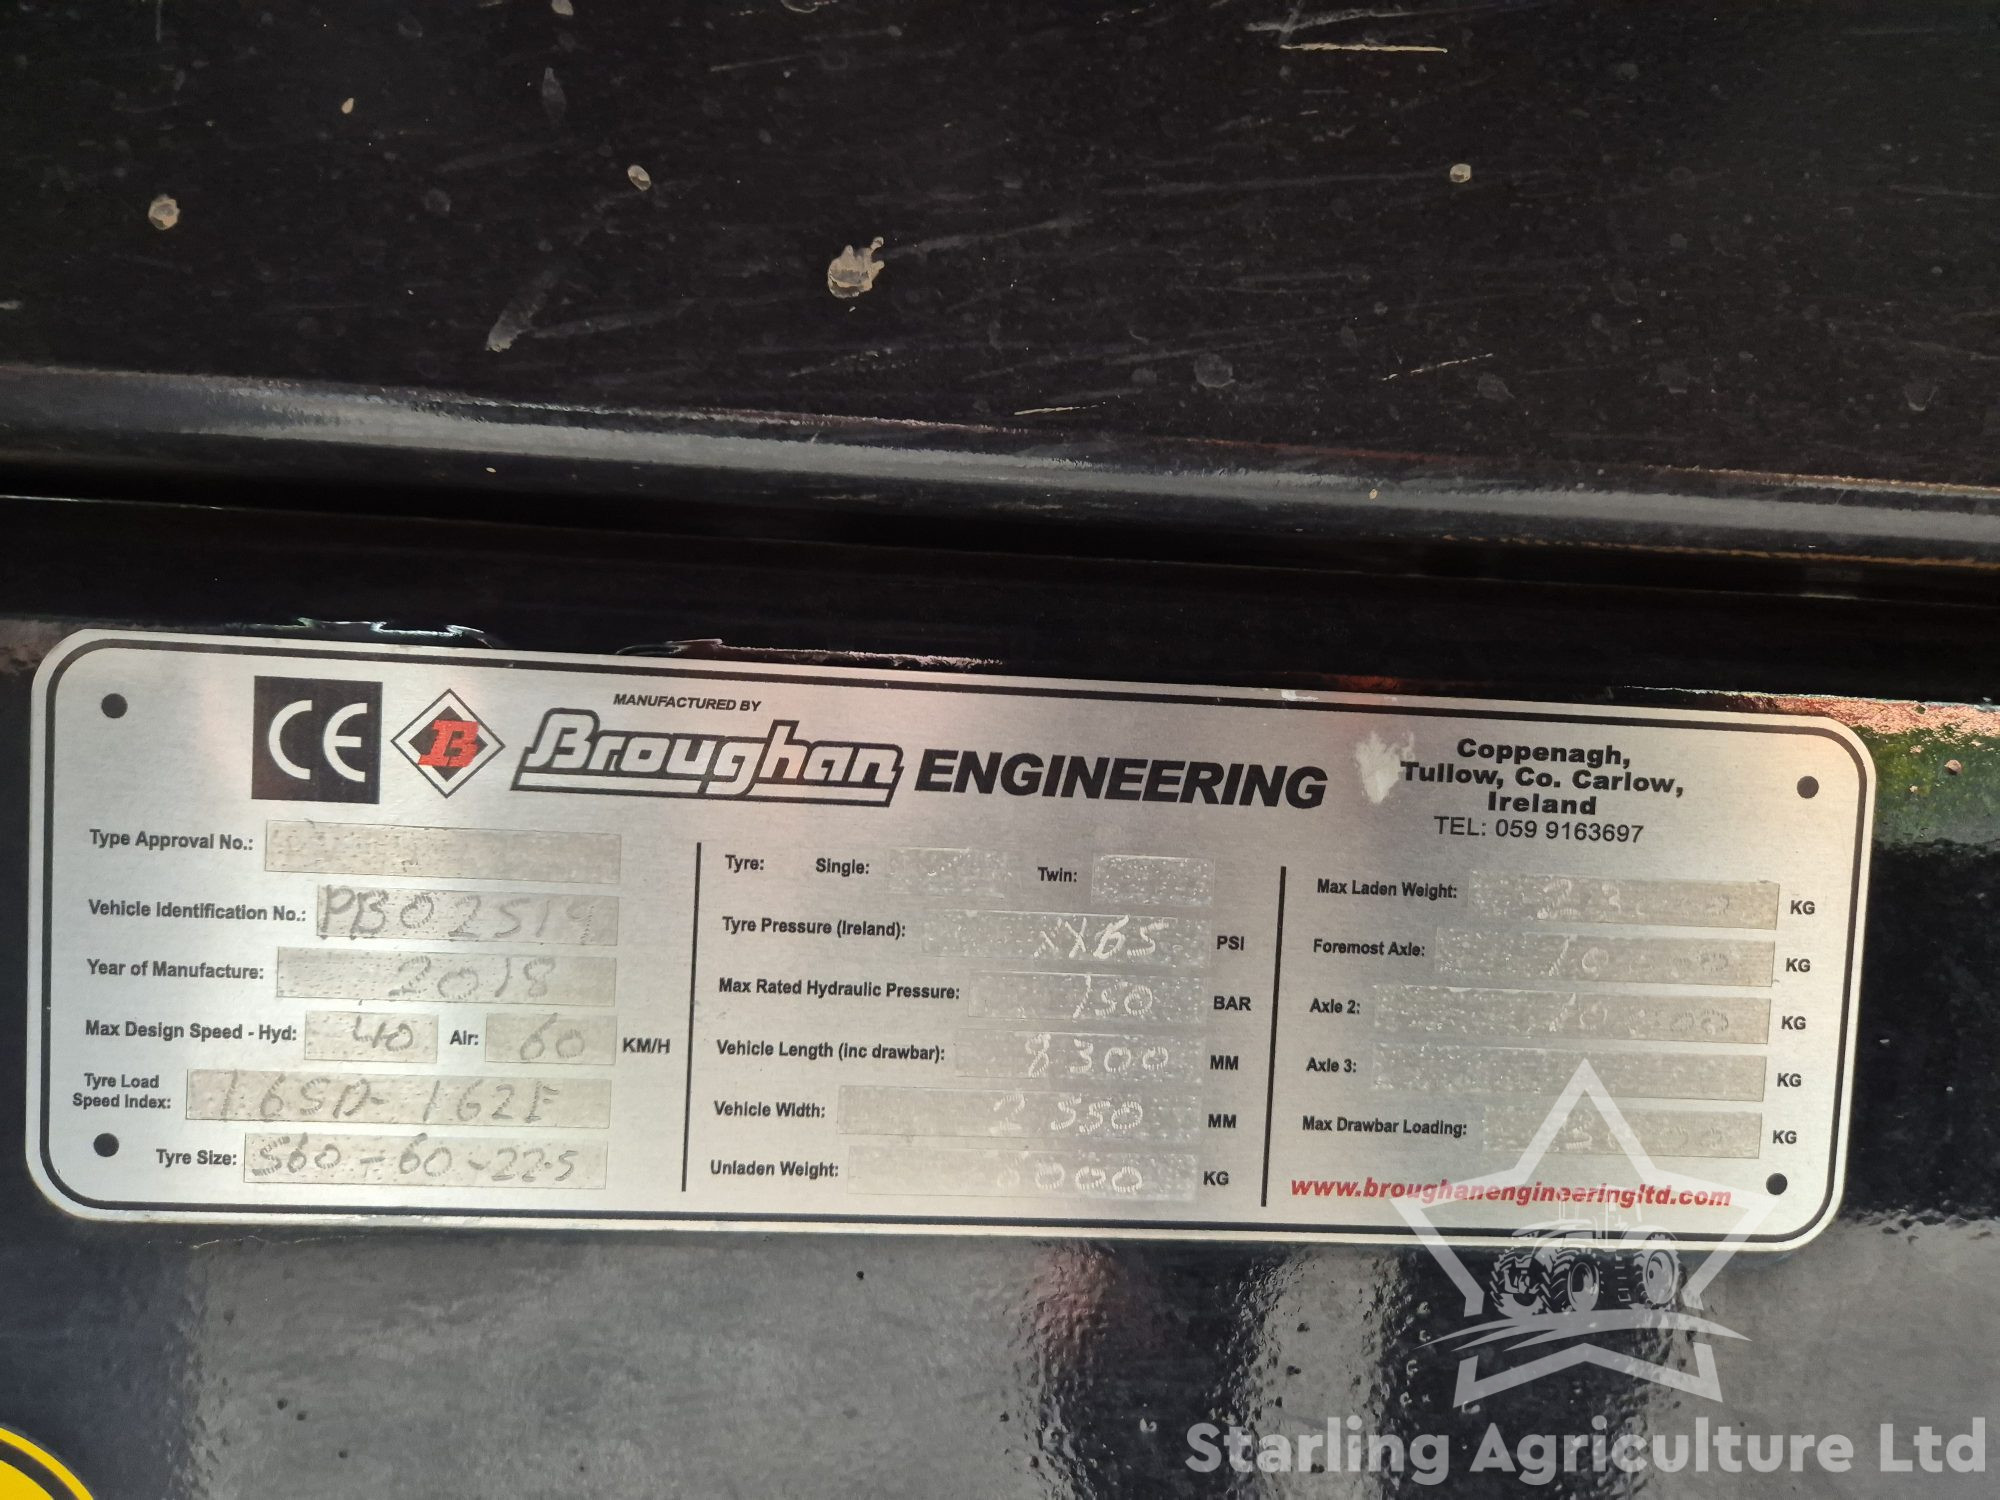 CE
B
MANUFACTURED BY
Broughan ENGINEERING
Coppenagh,
Tullow, Co. Carlow,
Ireland
TEL: 059 9163697
Type Approval No.:
Vehicle Identification No.: PB02519
Year of Manufacture: 2018
Max Design Speed - Hyd: 40 Air: 60 KM/H
Tyre Load
Speed Index: 165D-162E
Tyre Size: 560-60-22.5
Tyre: Single: Twin:
Tyre Pressure (Ireland): PSI
Max Rated Hydraulic Pressure: 150 BAR
Vehicle Length (inc drawbar): 8300 MM
Vehicle Width: 2550 MM
Unladen Weight: KG
Max Laden Weight: KG
Foremost Axle: KG
Axle 2: KG
Axle 3: KG
Max Drawbar Loading: KG
www.broughanengineeringltd.com
Starling Agriculture Ltd